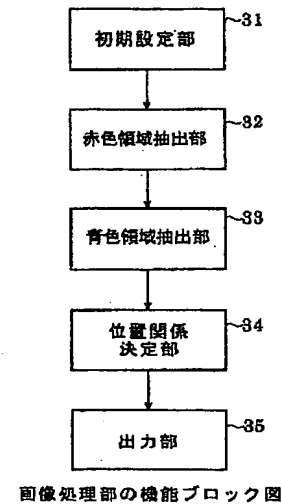 31
初期設定部
32
赤色領域抽出部
33
青色領域抽出部
34
位置関係
決定部
35
出力部
画像処理部の機能ブロック図